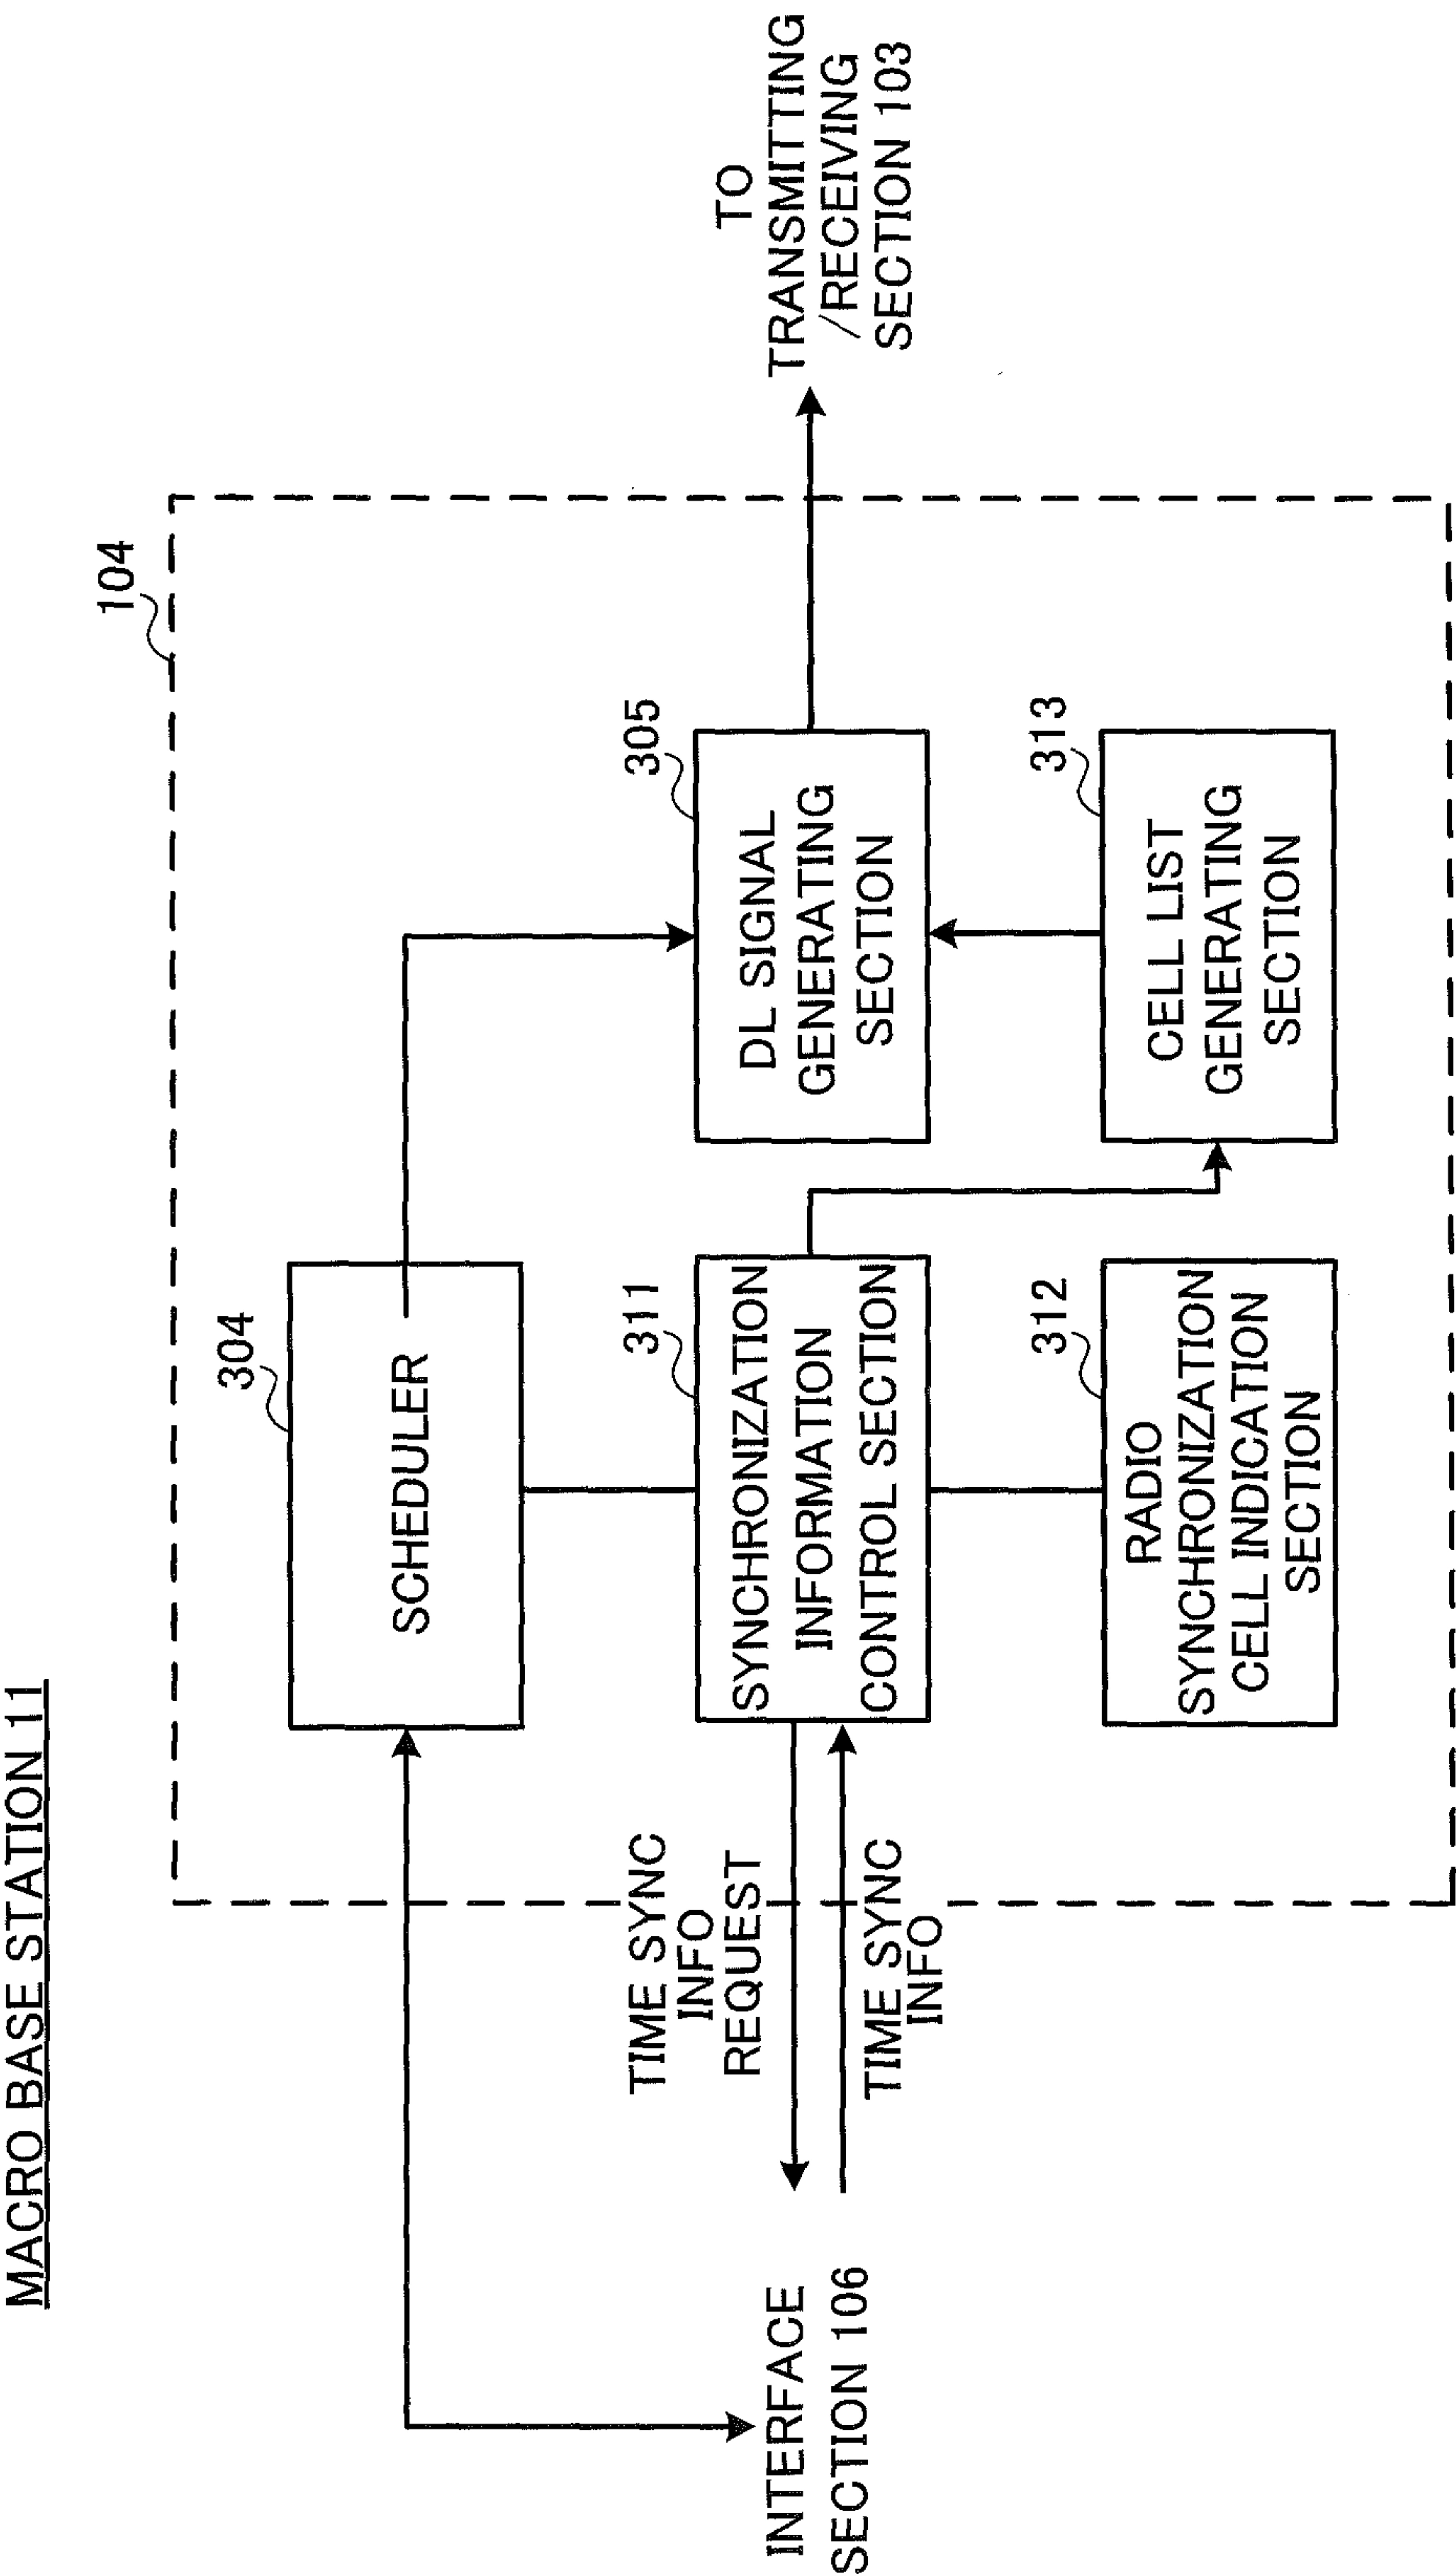 MACRO BASE STATION 11
104
304
SCHEDULER
311
SYNCHRONIZATION
INFORMATION
CONTROL SECTION
305
DL SIGNAL
GENERATING
SECTION
TO
TRANSMITTING
/RECEIVING
SECTION 103
TIME SYNC
INFO
REQUEST
TIME SYNC
INFO
INTERFACE
SECTION 106
312
RADIO
SYNCHRONIZATION
CELL INDICATION
SECTION
313
CELL LIST
GENERATING
SECTION